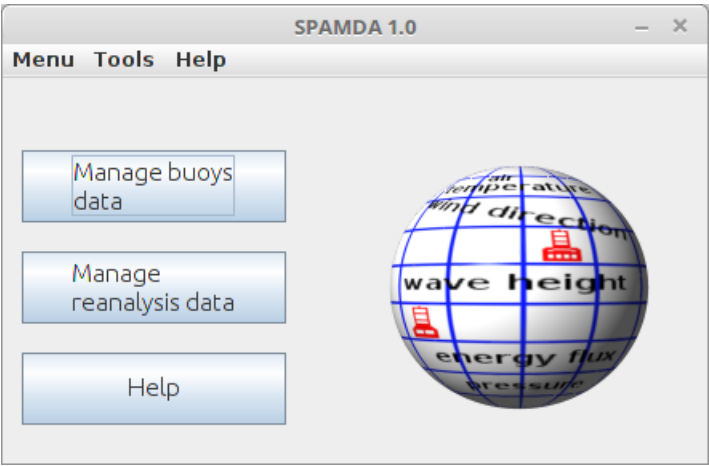 SPAMDA 1.0
Menu Tools Help
Manage buoys
data
Manage
reanalysis data
Help
air
temperature
wind direction
wave height
energy flux
pressure